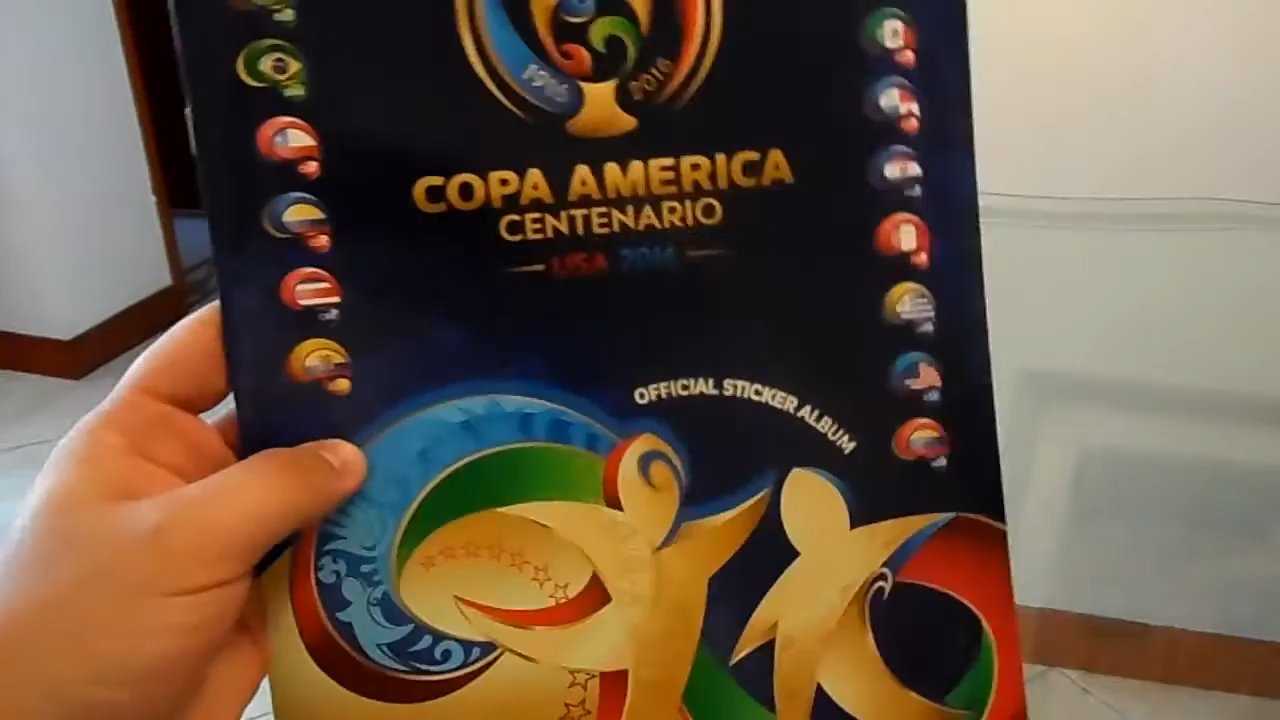 1916 2016
COPA AMERICA
CENTENARIO
USA 2016
OFFICIAL STICKER ALBUM